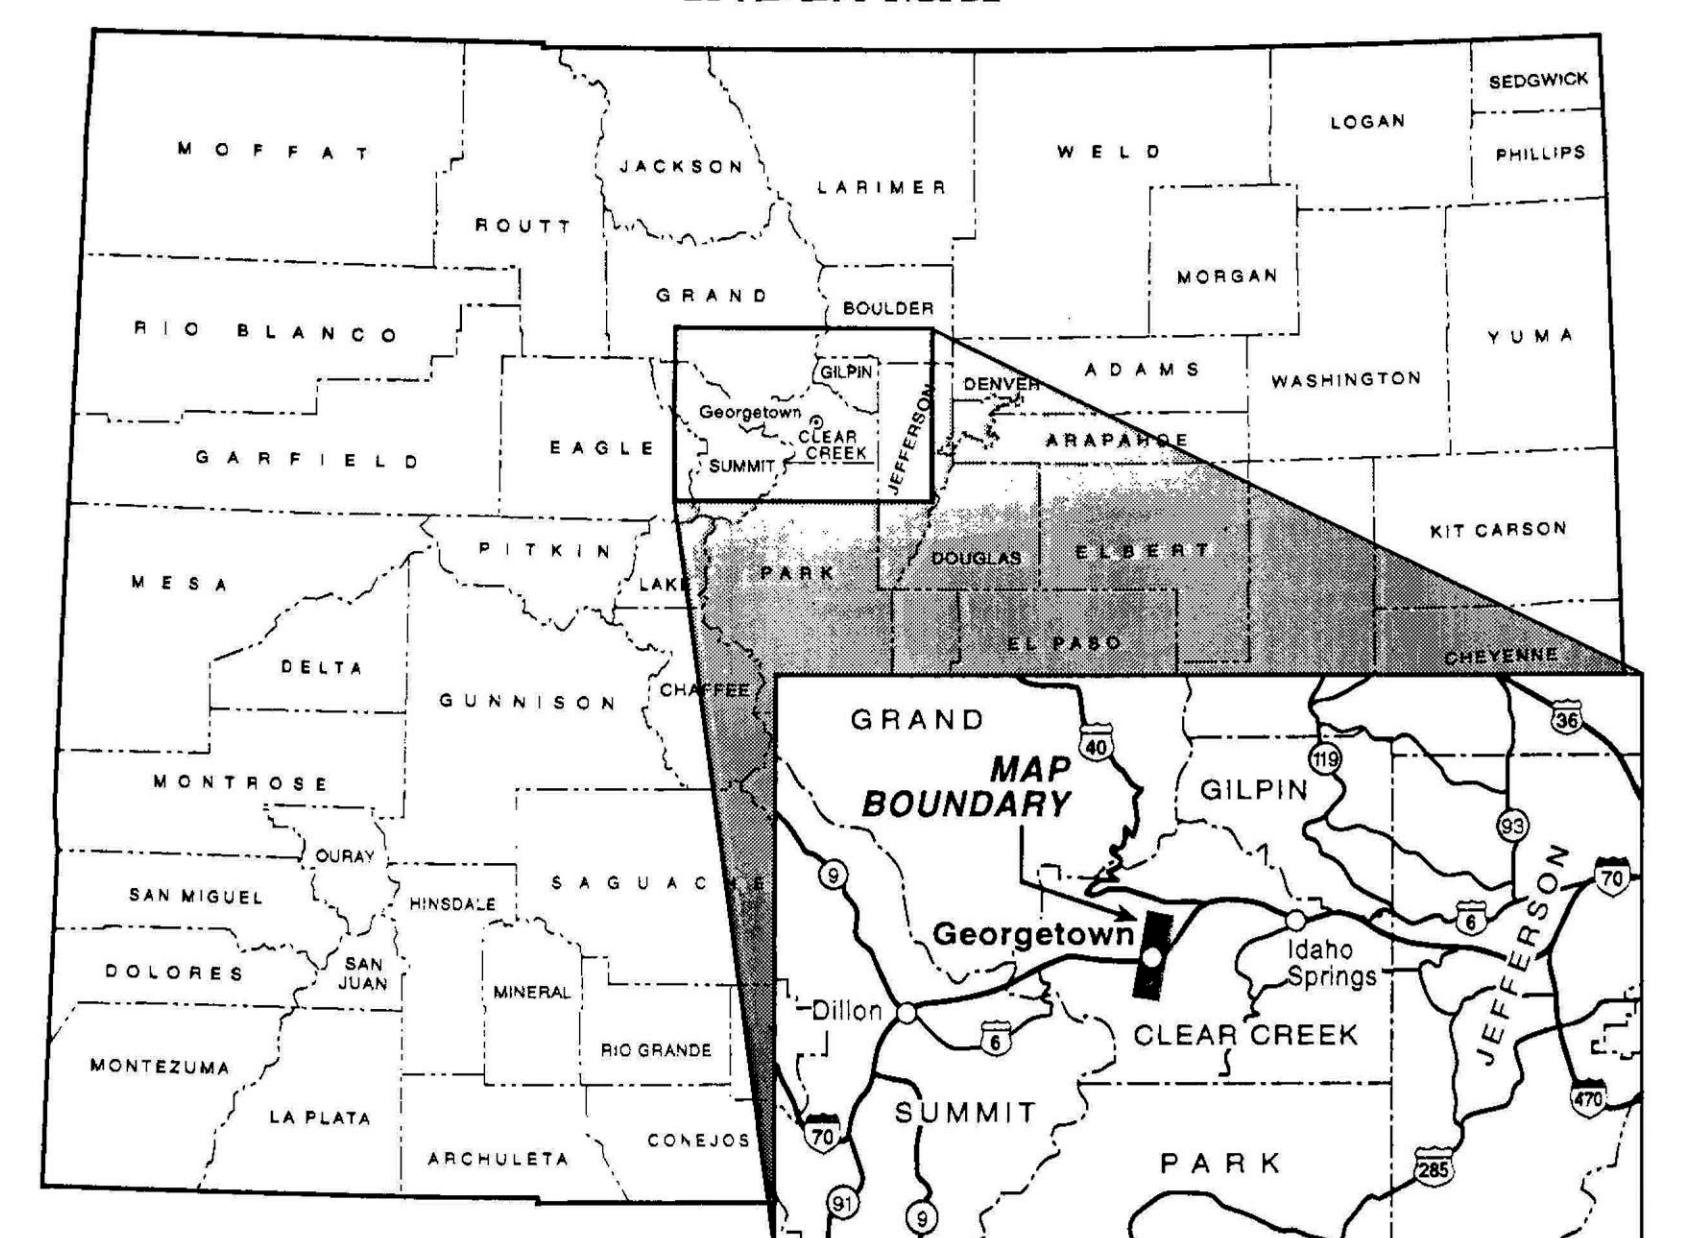 SEDGWICK
LOGAN
MOFFAT
WELD
PHILLIPS
JACKSON
LARIMER
ROUTT
MORGAN
GRAND
BOULDER
RIO BLANCO
YUMA
GILPIN
ADAMS
DENVER
WASHINGTON
Georgetown
JEFFERSON
CLEAR
CREEK
ARAPAHOE
EAGLE
GARFIELD
SUMMIT
KIT CARSON
PITKIN
DOUGLAS
ELBERT
MESA
LAKE
PARK
EL PASO
CHEYENNE
DELTA
GUNNISON
CHAFFEE
MONTROSE
OURAY
SAN MIGUEL
HINSDALE
SAGUACHE
DOLORES
SAN
JUAN
MINERAL
RIO GRANDE
MONTEZUMA
LA PLATA
ARCHULETA
CONEJOS
GRAND
40
36
MAP
BOUNDARY
119
GILPIN
93
9
70
6
Georgetown
Idaho
Springs
JEFFERSON
Dillon
6
CLEAR CREEK
470
SUMMIT
70
PARK
285
91
9